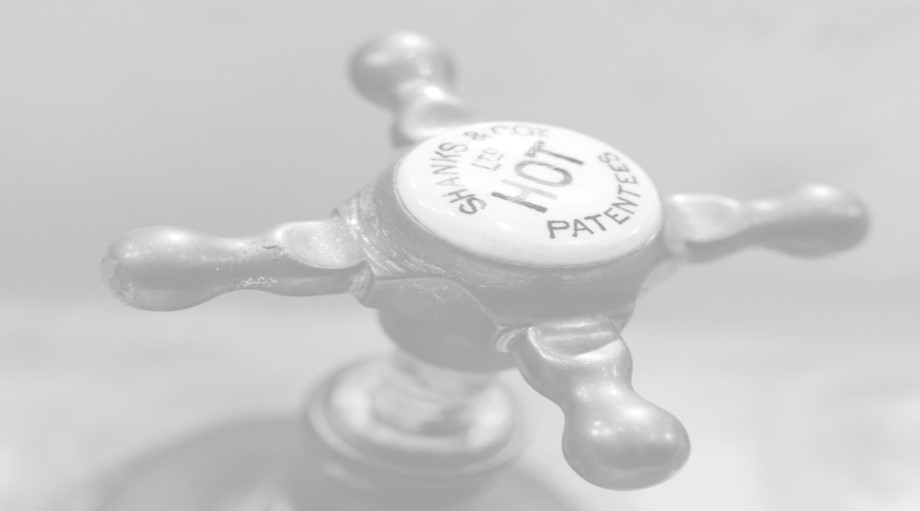 SHANKS & CO
LTD
HOT
PATENTEES